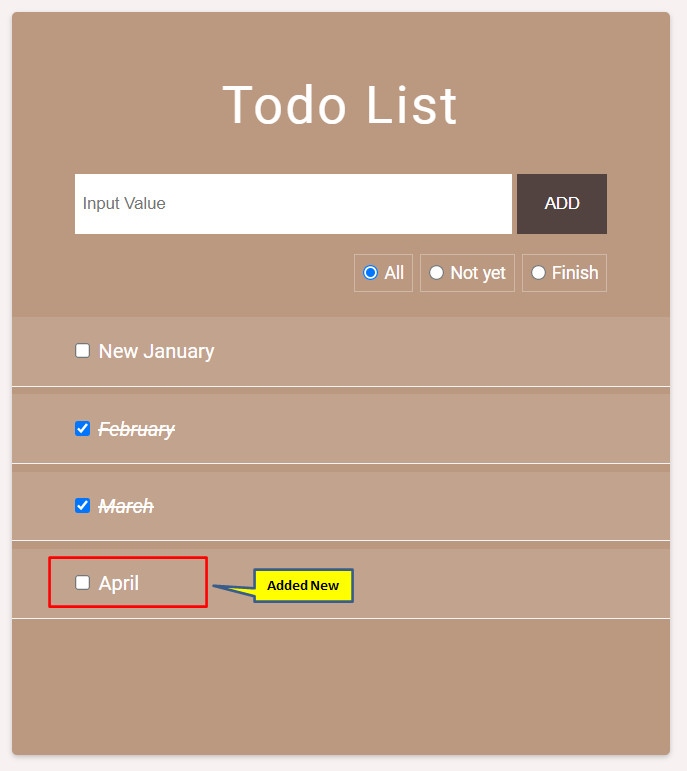 Todo List
Input Value
ADD
All
Not yet
Finish
New January
February
March
April
Added New